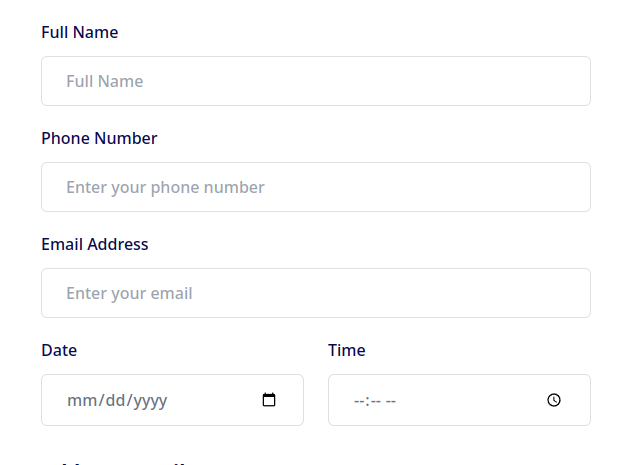 Full Name
Full Name
Phone Number
Enter your phone number
Email Address
Enter your email
Date Time
mm/dd/yyyy --:-- --